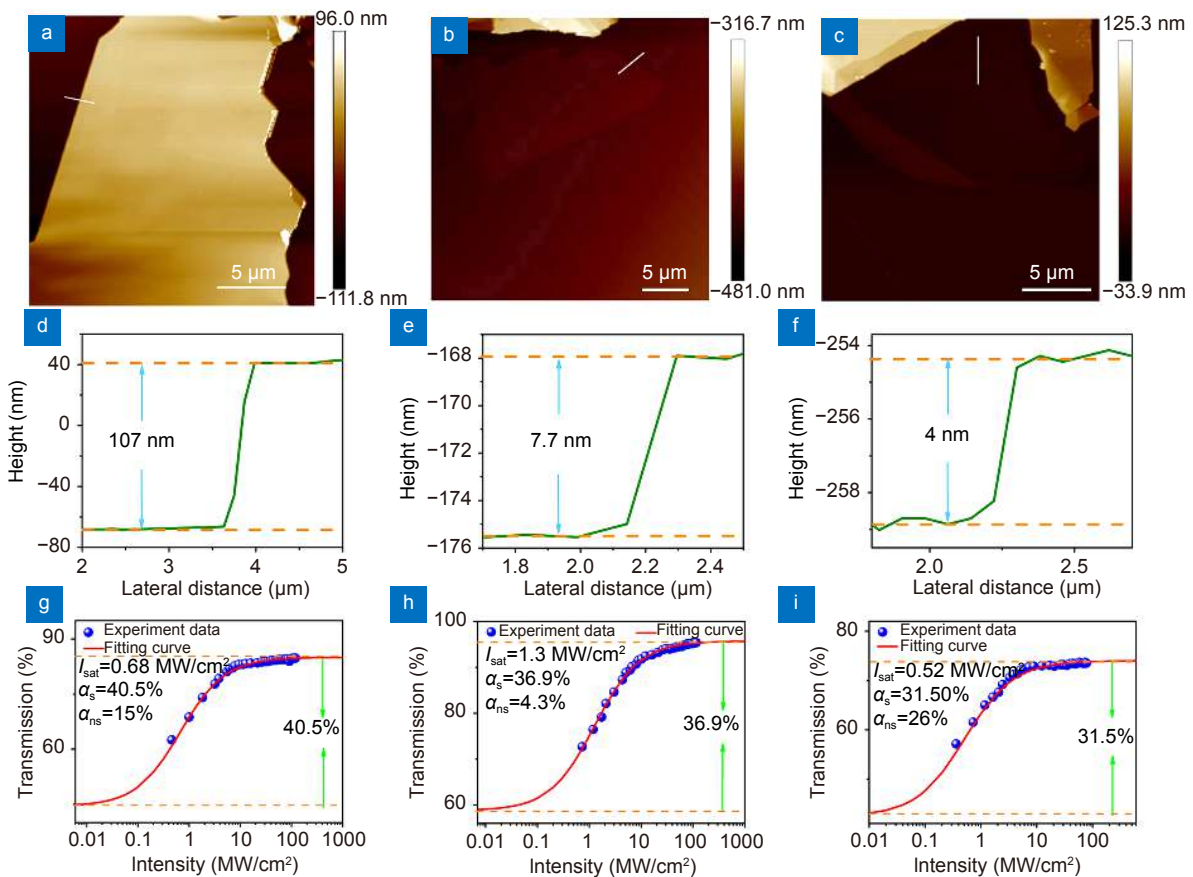 a
96.0 nm
5 μm
−111.8 nm
b
−316.7 nm
5 μm
−481.0 nm
c
125.3 nm
5 μm
−33.9 nm
d
Height (nm)
40
0
−40
−80
107 nm
2 3 4 5
Lateral distance (μm)
e
Height (nm)
−168
−170
−172
−174
−176
7.7 nm
1.8 2.0 2.2 2.4
Lateral distance (μm)
f
Height (nm)
−254
−256
−258
4 nm
2.0 2.5
Lateral distance (μm)
g
Transmission (%)
90
60
Experiment data
Fitting curve
Isat=0.68 MW/cm²
αs=40.5%
αns=15%
40.5%
0.01 0.1 1 10 100 1000
Intensity (MW/cm²)
h
Transmission (%)
100
80
60
Experiment data Fitting curve
Isat=1.3 MW/cm²
αs=36.9%
αns=4.3%
36.9%
0.01 0.1 1 10 100 1000
Intensity (MW/cm²)
i
Transmission (%)
80
60
Experiment data
Fitting curve
Isat=0.52 MW/cm²
αs=31.50%
αns=26%
31.5%
0.01 0.1 1 10 100
Intensity (MW/cm²)